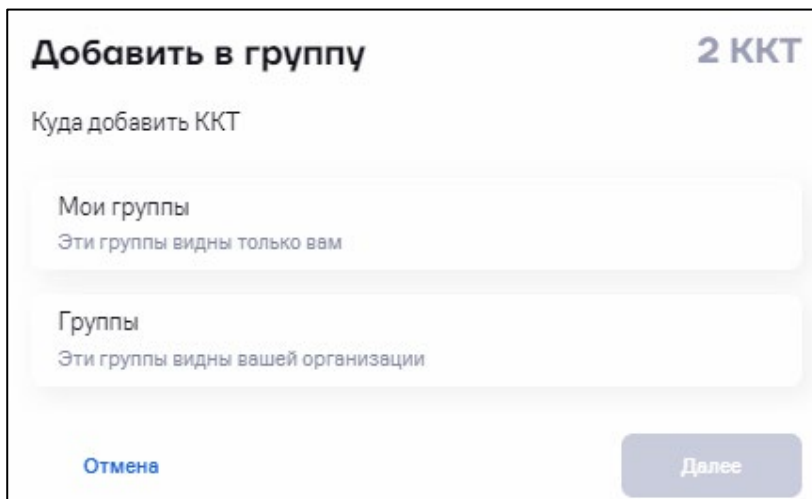 Добавить в группу 2 ККТ
Куда добавить ККТ
Мои группы
Эти группы видны только вам
Группы
Эти группы видны вашей организации
Отмена Далее